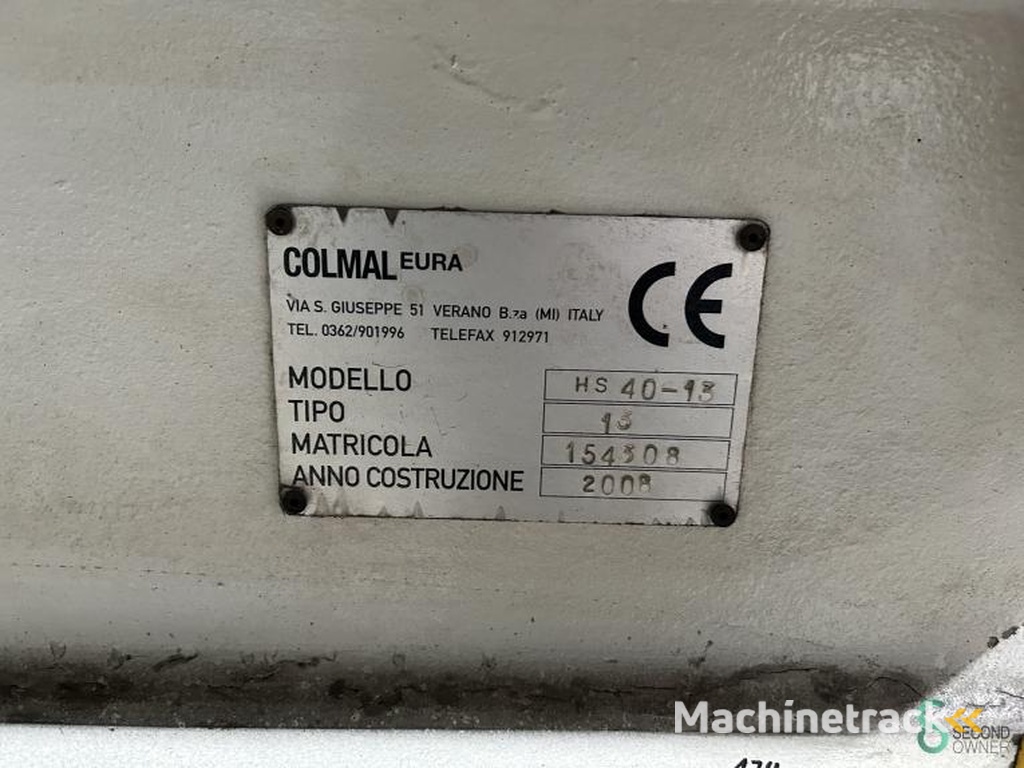 COLMAL EURA
VIA S. GIUSEPPE 51 VERANO B.za (MI) ITALY
TEL. 0362/901996 TELEFAX 912971
CE
MODELLO HS 40-13
TIPO 13
MATRICOLA 154308
ANNO COSTRUZIONE 2008
Machinetrack
SECOND
OWNER